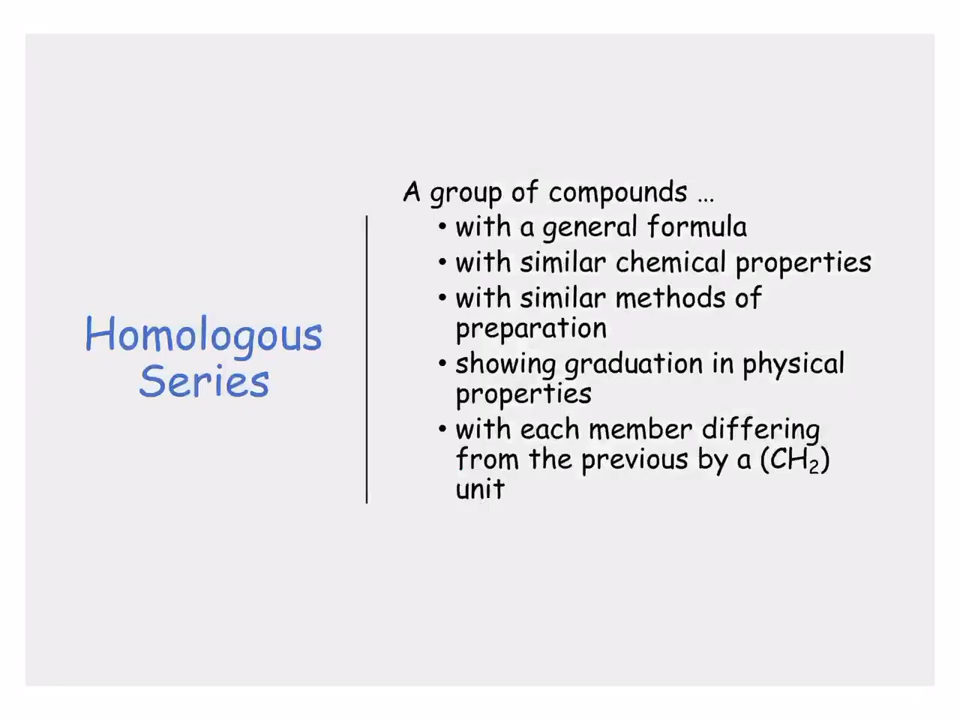 Homologous
Series
A group of compounds …
• with a general formula
• with similar chemical properties
• with similar methods of
preparation
• showing graduation in physical
properties
• with each member differing
from the previous by a (CH₂)
unit